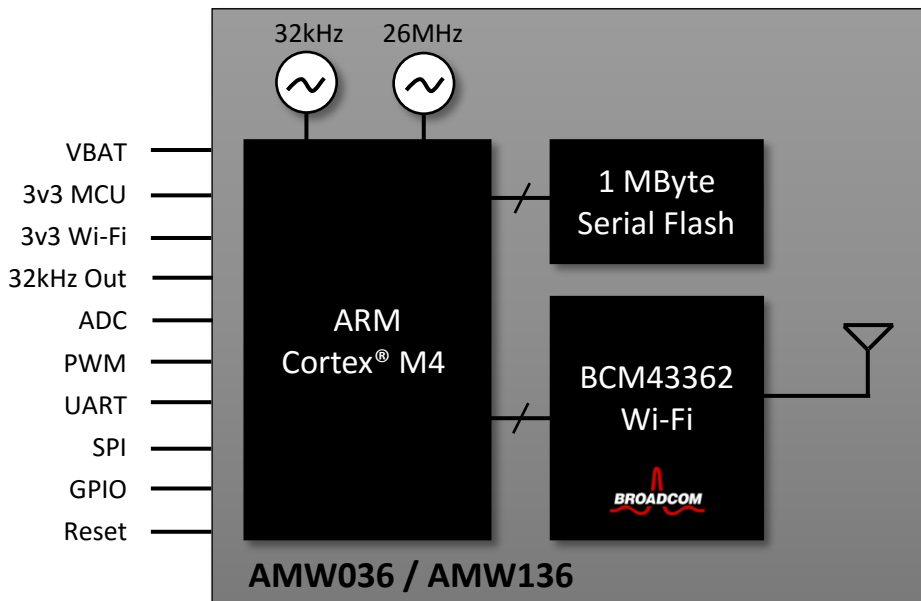 32kHz 26MHz
VBAT
3v3 MCU
3v3 Wi-Fi
32kHz Out
ADC
PWM
UART
SPI
GPIO
Reset
ARM
Cortex® M4
1 MByte
Serial Flash
BCM43362
Wi-Fi
BROADCOM
AMW036 / AMW136